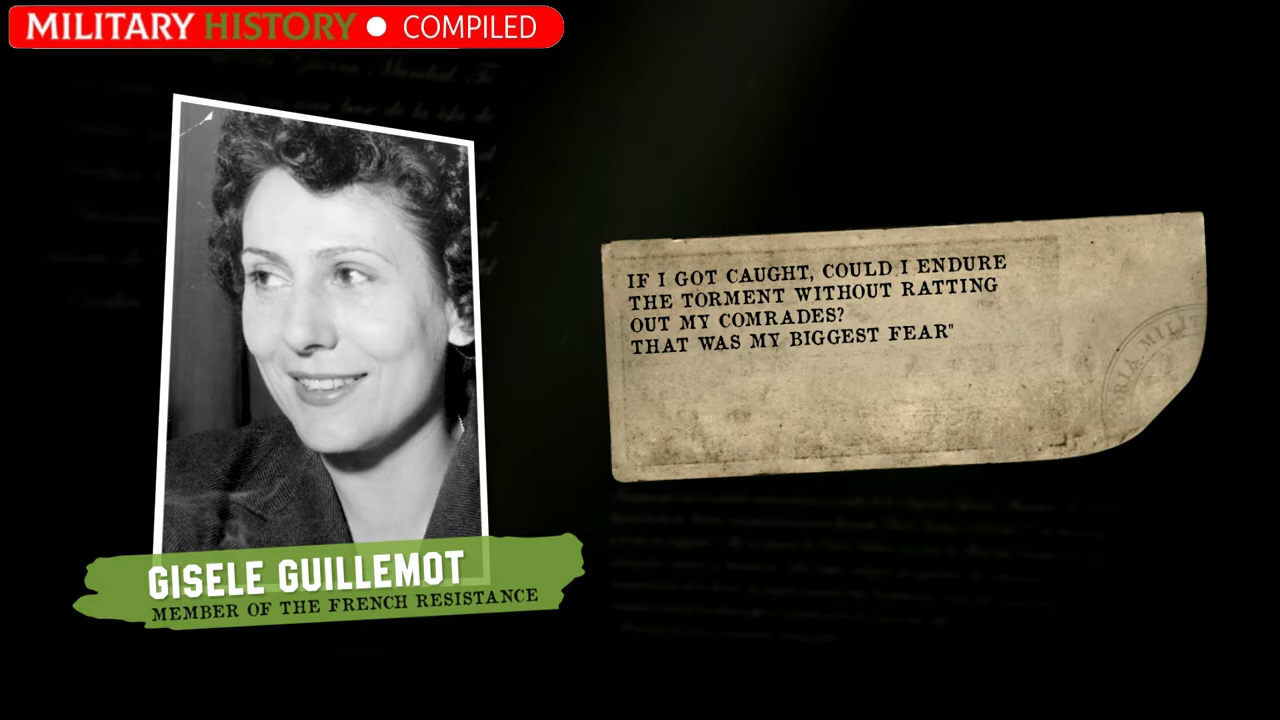 MILITARY HISTORY COMPILED
IF I GOT CAUGHT, COULD I ENDURE
THE TORMENT WITHOUT RATTING
OUT MY COMRADES?
THAT WAS MY BIGGEST FEAR"
GISELE GUILLEMOT
MEMBER OF THE FRENCH RESISTANCE